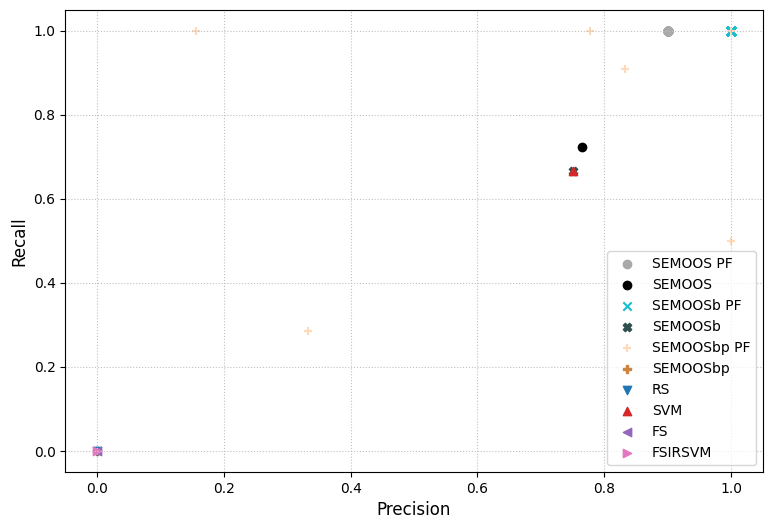 1.0
0.8
0.6
0.4
0.2
0.0
Recall
0.0 0.2 0.4 0.6 0.8 1.0
Precision
SEMOOS PF
SEMOOS
SEMOOSb PF
SEMOOSb
SEMOOSbp PF
SEMOOSbp
RS
SVM
FS
FSIRSVM